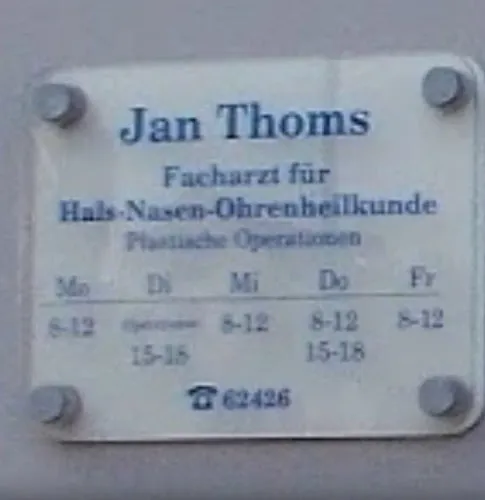 Jan Thoms
Facharzt für
Hals-Nasen-Ohrenheilkunde
Plastische Operationen
Mo Di Mi Do Fr
8-12 8-12 8-12 8-12
15-18 15-18
☎ 62426